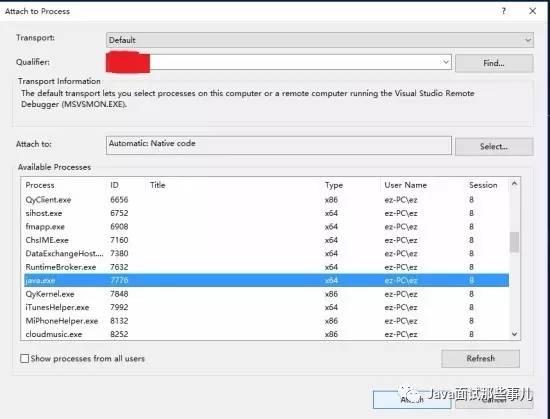 Attach to Process
Transport: Default
Qualifier: Find...
Transport Information
The default transport lets you select processes on this computer or a remote computer running the Visual Studio Remote
Debugger (MSVSMON.EXE).
Attach to: Automatic: Native code Select...
Available Processes
Process ID Title Type User Name Session
QyClient.exe 6656 x86 ez-PC\ez 8
sihost.exe 6752 x64 ez-PC\ez 8
fmapp.exe 6908 x64 ez-PC\ez 8
ChsIME.exe 7160 x64 ez-PC\ez 8
DataExchangeHost.... 7380 x64 ez-PC\ez 8
RuntimeBroker.exe 7632 x64 ez-PC\ez 8
java.exe 7776 x64 ez-PC\ez 8
QyKernel.exe 7848 x86 ez-PC\ez 8
iTunesHelper.exe 7992 x64 ez-PC\ez 8
MiPhoneHelper.exe 8132 x86 ez-PC\ez 8
cloudmusic.exe 8252 x86 ez-PC\ez 8
Show processes from all users Refresh
Attach Cancel
Java面试那些事儿